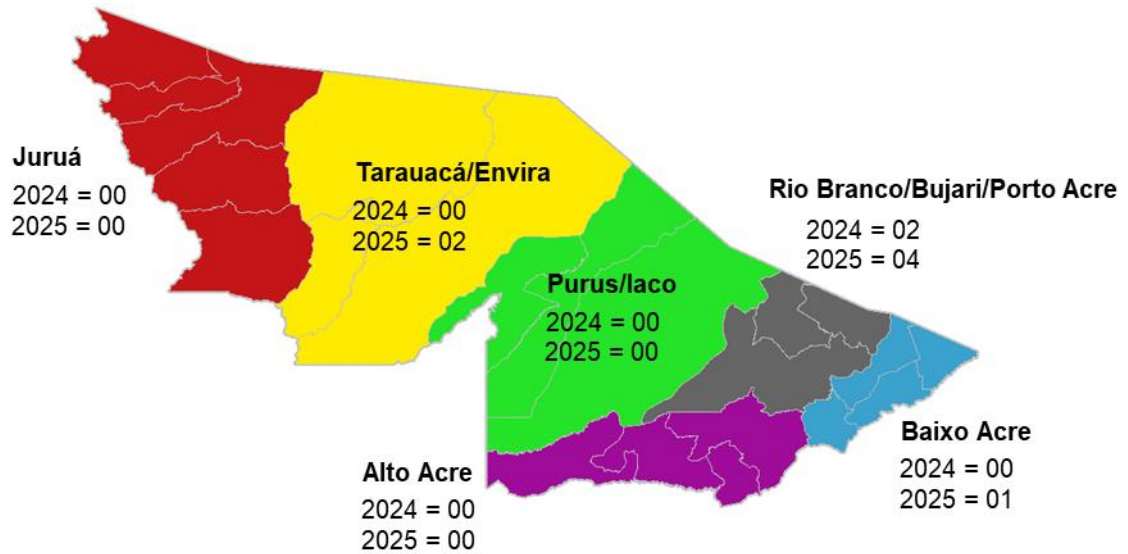 Juruá
2024 = 00
2025 = 00
Tarauacá/Envira
2024 = 00
2025 = 02
Rio Branco/Bujari/Porto Acre
2024 = 02
2025 = 04
Purus/Iaco
2024 = 00
2025 = 00
Baixo Acre
2024 = 00
2025 = 01
Alto Acre
2024 = 00
2025 = 00